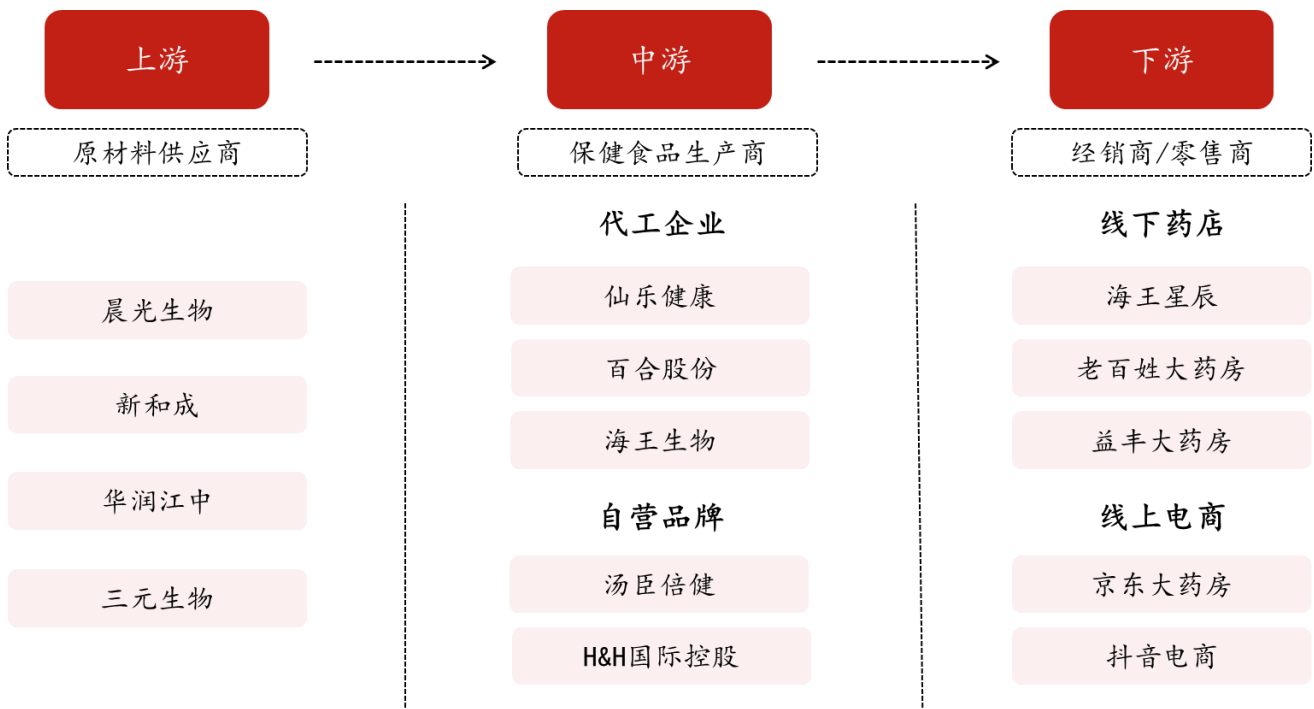 上游
中游
下游
原材料供应商
保健食品生产商
经销商/零售商
晨光生物
新和成
华润江中
三元生物
代工企业
仙乐健康
百合股份
海王生物
自营品牌
汤臣倍健
H&H国际控股
线下药店
海王星辰
老百姓大药房
益丰大药房
线上电商
京东大药房
抖音电商